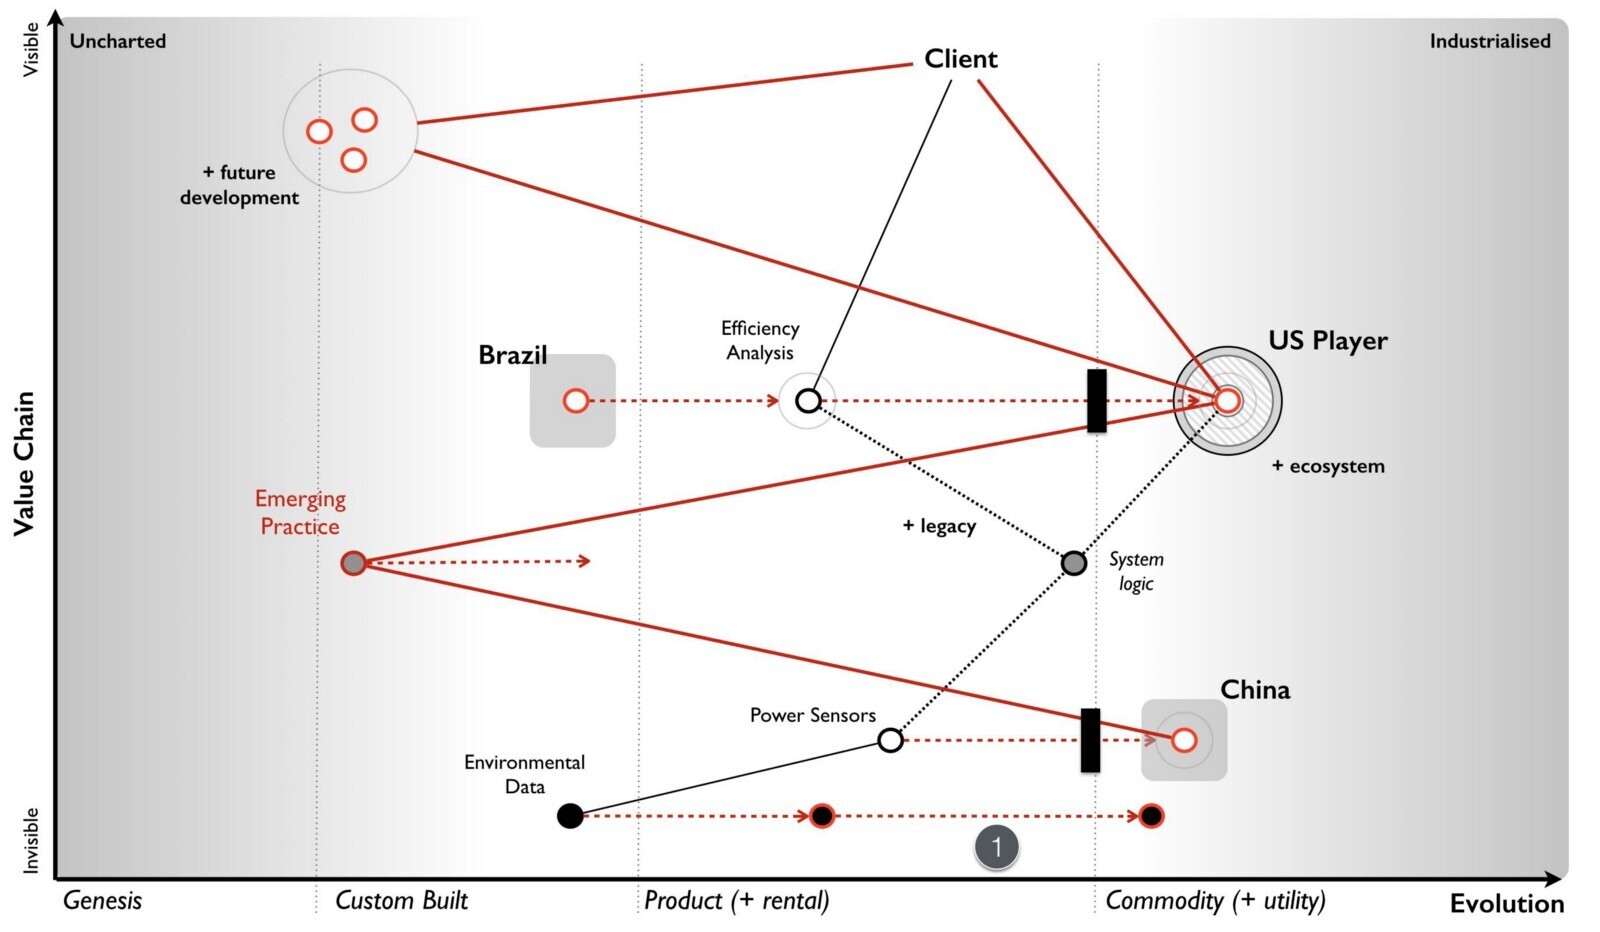 Visible
Uncharted
Industrialised
Client
+ future
development
Efficiency
Analysis
Brazil
US Player
+ ecosystem
Value Chain
Emerging
Practice
+ legacy
System
logic
China
Power Sensors
Environmental
Data
Invisible
1
Genesis
Custom Built
Product (+ rental)
Commodity (+ utility)
Evolution